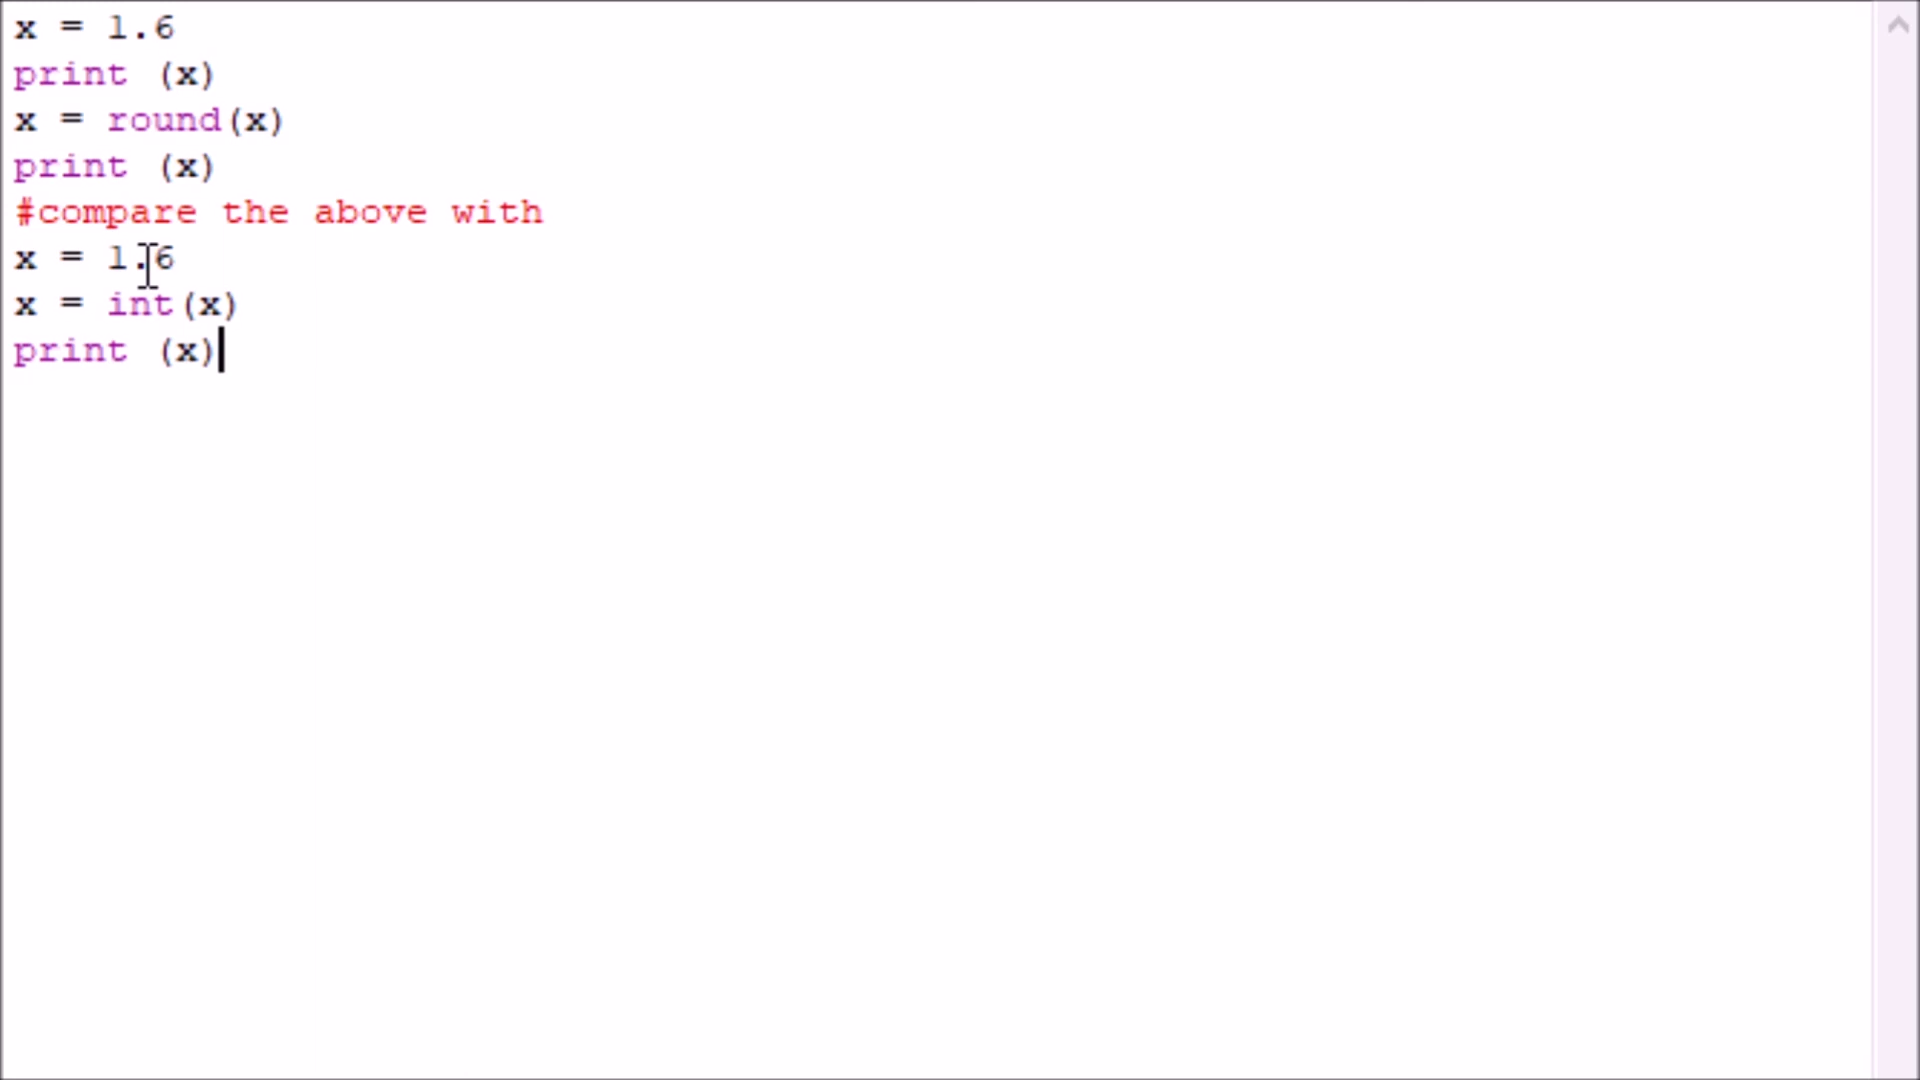 x = 1.6
print (x)
x = round(x)
print (x)
#compare the above with
x = 1.6
x = int(x)
print (x)